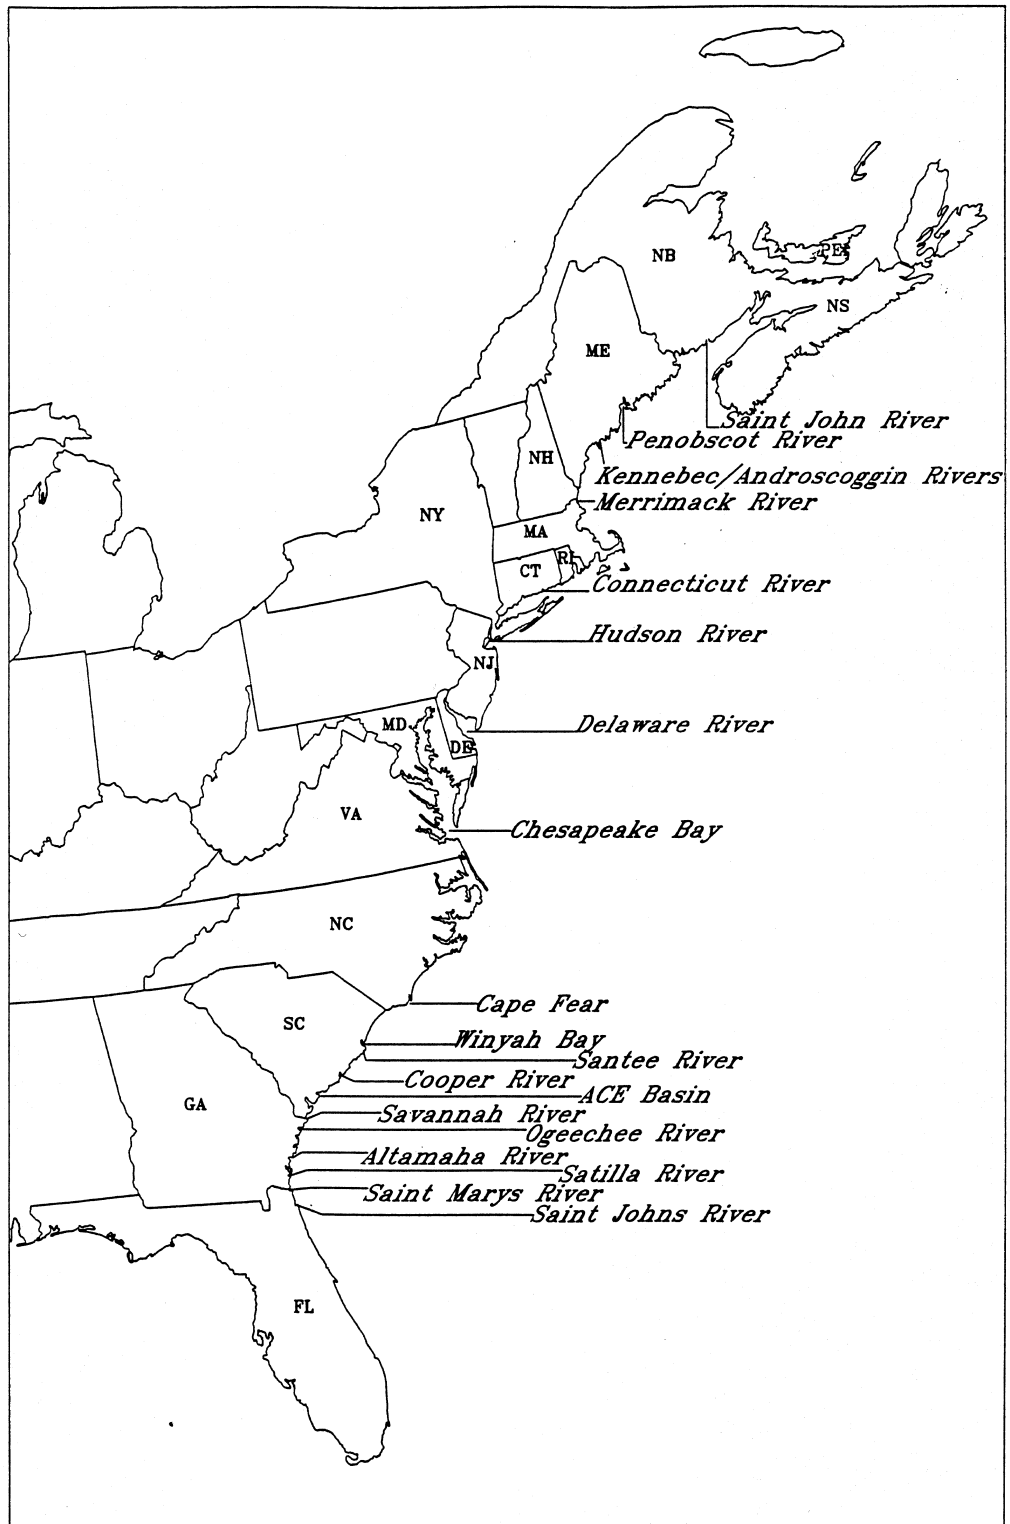 NB
PEI
NS
ME
Saint John River
Penobscot River
NH
Kennebec/Androscoggin Rivers
Merrimack River
NY
MA
RI
CT
Connecticut River
Hudson River
NJ
MD
Delaware River
DE
VA
Chesapeake Bay
NC
Cape Fear
SC
Winyah Bay
Santee River
Cooper River
ACE Basin
GA
Savannah River
Ogeechee River
Altamaha River
Satilla River
Saint Marys River
Saint Johns River
FL